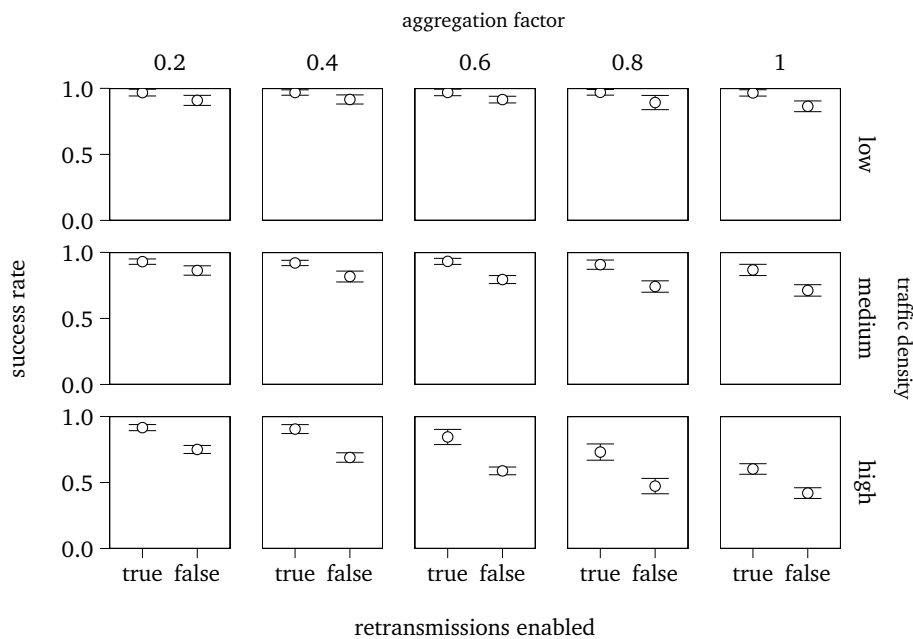 aggregation factor
0.2 0.4 0.6 0.8 1
1.0
0.5
0.0
low
1.0
0.5
0.0
medium
1.0
0.5
0.0
high
success rate
traffic density
true false true false true false true false true false
retransmissions enabled